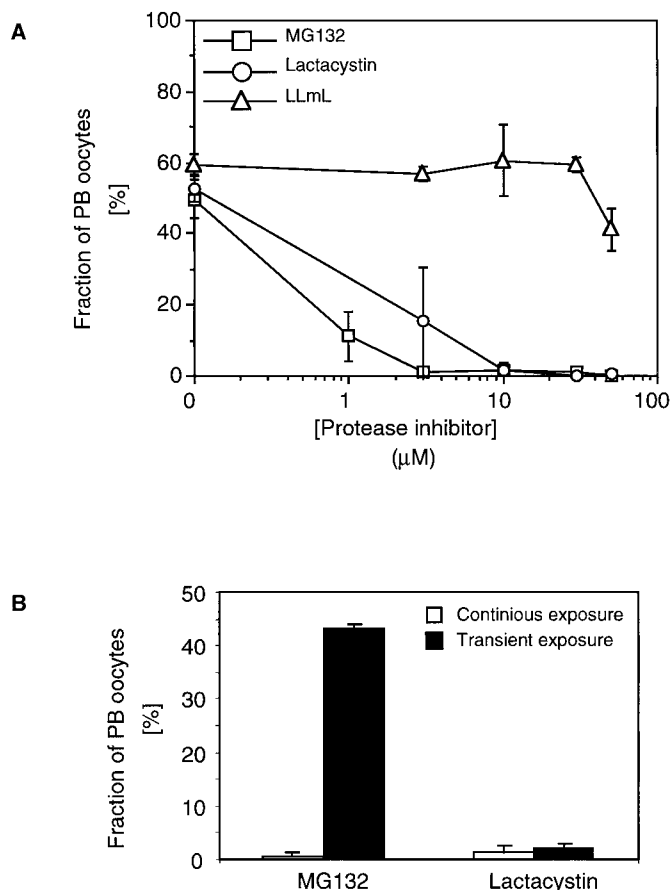 A
100
80
60
40
20
0
Fraction of PB oocytes
[%]
MG132
Lactacystin
LLmL
0
1
10
100
[Protease inhibitor]
(μM)
B
50
40
30
20
10
0
Fraction of PB oocytes
[%]
Continious exposure
Transient exposure
MG132
Lactacystin